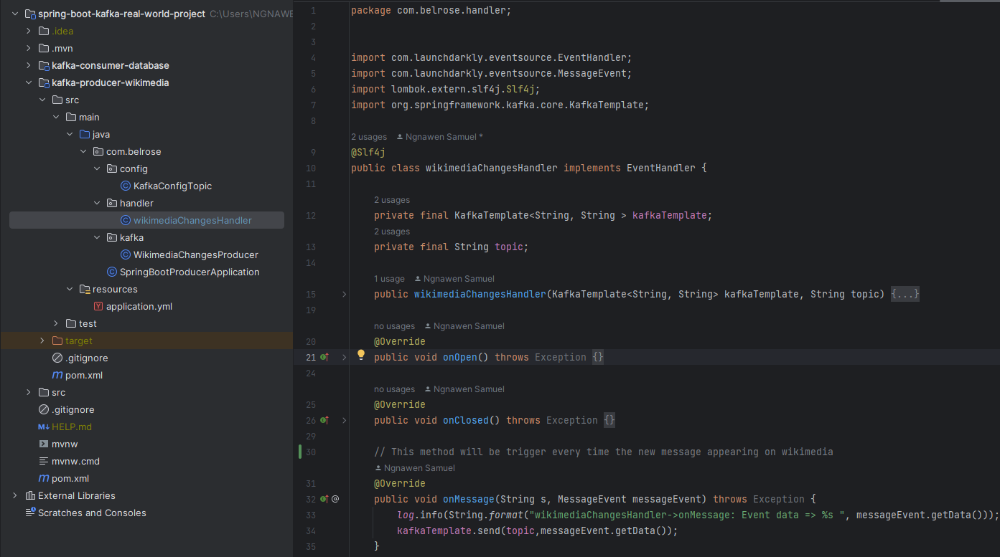 spring-boot-kafka-real-world-project C:\Users\NGNAWE
.idea
.mvn
kafka-consumer-database
kafka-producer-wikimedia
src
main
java
com.belrose
config
KafkaConfigTopic
handler
wikimediaChangesHandler
kafka
WikimediaChangesProducer
SpringBootProducerApplication
resources
application.yml
test
target
.gitignore
pom.xml
src
.gitignore
HELP.md
mvnw
mvnw.cmd
pom.xml
External Libraries
Scratches and Consoles
1 package com.belrose.handler;
2
3
4 import com.launchdarkly.eventsource.EventHandler;
5 import com.launchdarkly.eventsource.MessageEvent;
6 import lombok.extern.slf4j.Slf4j;
7 import org.springframework.kafka.core.KafkaTemplate;
8
2 usages Ngnawen Samuel *
9 @Slf4j
10 public class wikimediaChangesHandler implements EventHandler {
11
2 usages
12 private final KafkaTemplate<String, String > kafkaTemplate;
2 usages
13 private final String topic;
14
1 usage Ngnawen Samuel
15 public wikimediaChangesHandler(KafkaTemplate<String, String> kafkaTemplate, String topic) {...}
19
no usages Ngnawen Samuel
20 @Override
21 public void onOpen() throws Exception {}
24
no usages Ngnawen Samuel
25 @Override
26 public void onClosed() throws Exception {}
29
30 // This method will be trigger every time the new message appearing on wikimedia
Ngnawen Samuel
31 @Override
32 @ public void onMessage(String s, MessageEvent messageEvent) throws Exception {
33 log.info(String.format("wikimediaChangesHandler->onMessage: Event data => %s ", messageEvent.getData()));
34 kafkaTemplate.send(topic,messageEvent.getData());
35 }